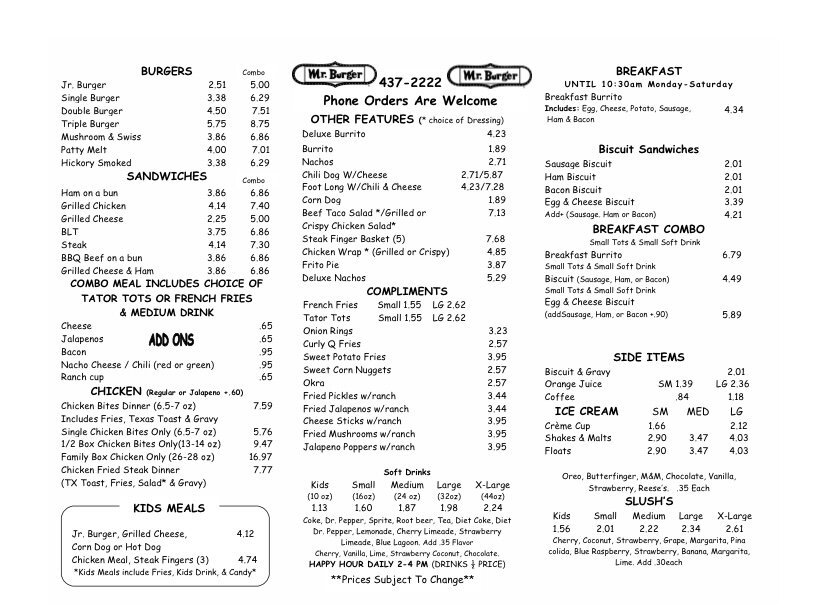 BURGERS Combo
Jr. Burger 2.51 5.00
Single Burger 3.38 6.29
Double Burger 4.50 7.51
Triple Burger 5.75 8.75
Mushroom & Swiss 3.86 6.86
Patty Melt 4.00 7.01
Hickory Smoked 3.38 6.29
SANDWICHES Combo
Ham on a bun 3.86 6.86
Grilled Chicken 4.14 7.40
Grilled Cheese 2.25 5.00
BLT 3.75 6.86
Steak 4.14 7.30
BBQ Beef on a bun 3.86 6.86
Grilled Cheese & Ham 3.86 6.86
COMBO MEAL INCLUDES CHOICE OF
TATOR TOTS OR FRENCH FRIES
& MEDIUM DRINK
Cheese .65
Jalapenos ADD ONS .65
Bacon .95
Nacho Cheese / Chili (red or green) .95
Ranch cup .65
CHICKEN (Regular or Jalapeno +.60)
Chicken Bites Dinner (6.5-7 oz) 7.59
Includes Fries, Texas Toast & Gravy
Single Chicken Bites Only (6.5-7 oz) 5.76
1/2 Box Chicken Bites Only(13-14 oz) 9.47
Family Box Chicken Only (26-28 oz) 16.97
Chicken Fried Steak Dinner 7.77
(TX Toast, Fries, Salad* & Gravy)
KIDS MEALS
Jr. Burger, Grilled Cheese, 4.12
Corn Dog or Hot Dog
Chicken Meal, Steak Fingers (3) 4.74
*Kids Meals include Fries, Kids Drink, & Candy*
Mr. Burger 437-2222 Mr. Burger
Phone Orders Are Welcome
OTHER FEATURES (* choice of Dressing)
Deluxe Burrito 4.23
Burrito 1.89
Nachos 2.71
Chili Dog W/Cheese 2.71/5.87
Foot Long W/Chili & Cheese 4.23/7.28
Corn Dog 1.89
Beef Taco Salad */Grilled or 7.13
Crispy Chicken Salad*
Steak Finger Basket (5) 7.68
Chicken Wrap * (Grilled or Crispy) 4.85
Frito Pie 3.87
Deluxe Nachos 5.29
COMPLIMENTS
French Fries Small 1.55 LG 2.62
Tator Tots Small 1.55 LG 2.62
Onion Rings 3.23
Curly Q Fries 2.57
Sweet Potato Fries 3.95
Sweet Corn Nuggets 2.57
Okra 2.57
Fried Pickles w/ranch 3.44
Fried Jalapenos w/ranch 3.44
Cheese Sticks w/ranch 3.95
Fried Mushrooms w/ranch 3.95
Jalapeno Poppers w/ranch 3.95
Soft Drinks
Kids Small Medium Large X-Large
(10 oz) (16oz) (24 oz) (32oz) (44oz)
1.13 1.60 1.87 1.98 2.24
Coke, Dr. Pepper, Sprite, Root beer, Tea, Diet Coke, Diet
Dr. Pepper, Lemonade, Cherry Limeade, Strawberry
Limeade, Blue Lagoon. Add .35 Flavor
Cherry, Vanilla, Lime, Strawberry Coconut, Chocolate.
HAPPY HOUR DAILY 2-4 PM (DRINKS ½ PRICE)
**Prices Subject To Change**
BREAKFAST
UNTIL 10:30am Monday-Saturday
Breakfast Burrito
Includes: Egg, Cheese, Potato, Sausage, 4.34
Ham & Bacon
Biscuit Sandwiches
Sausage Biscuit 2.01
Ham Biscuit 2.01
Bacon Biscuit 2.01
Egg & Cheese Biscuit 3.39
Add+ (Sausage, Ham or Bacon) 4.21
BREAKFAST COMBO
Small Tots & Small Soft Drink
Breakfast Burrito 6.79
Small Tots & Small Soft Drink
Biscuit (Sausage, Ham, or Bacon) 4.49
Small Tots & Small Soft Drink
Egg & Cheese Biscuit
(addSausage, Ham, or Bacon +.90) 5.89
SIDE ITEMS
Biscuit & Gravy 2.01
Orange Juice SM 1.39 LG 2.36
Coffee .84 1.18
ICE CREAM SM MED LG
Crème Cup 1.66 2.12
Shakes & Malts 2.90 3.47 4.03
Floats 2.90 3.47 4.03
Oreo, Butterfinger, M&M, Chocolate, Vanilla,
Strawberry, Reese's. .35 Each
SLUSH'S
Kids Small Medium Large X-Large
1.56 2.01 2.22 2.34 2.61
Cherry, Coconut, Strawberry, Grape, Margarita, Pina
colida, Blue Raspberry, Strawberry, Banana, Margarita,
Lime. Add .30each